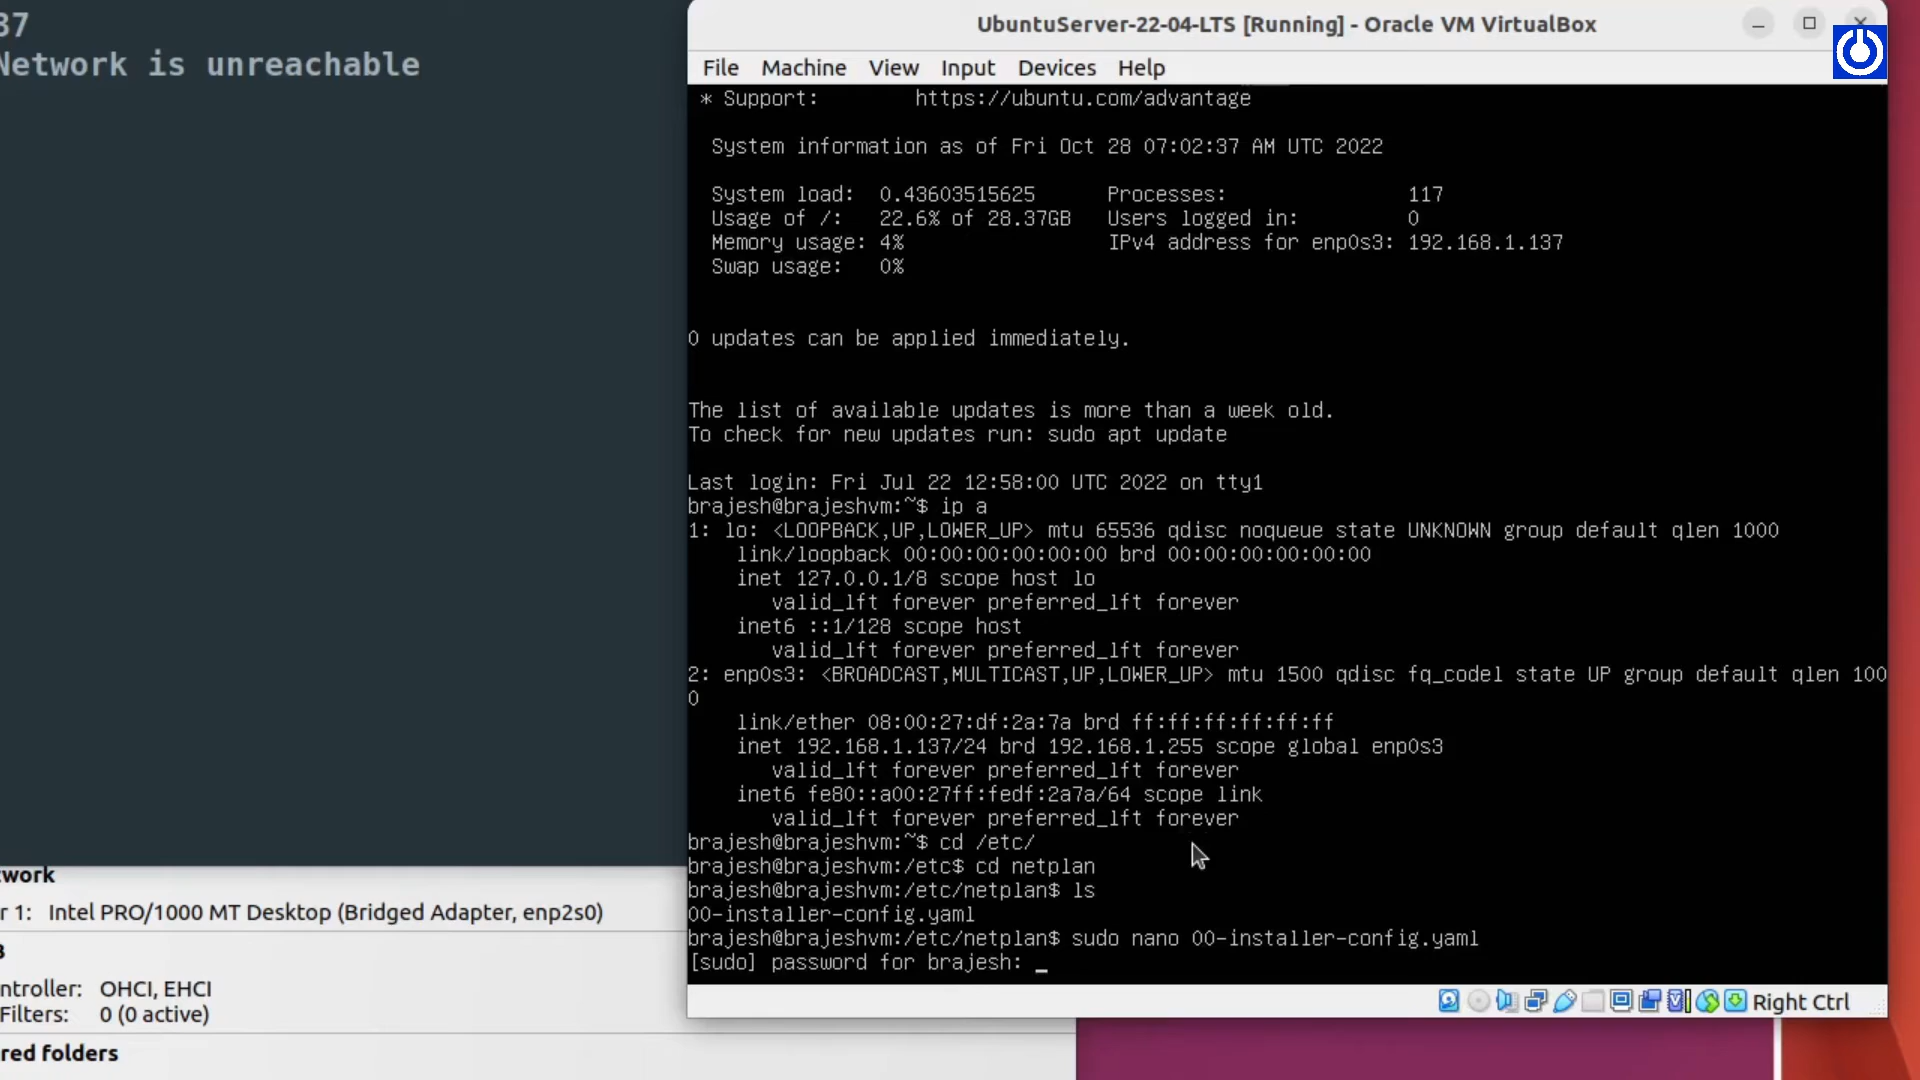 37
Network is unreachable
UbuntuServer-22-04-LTS [Running] - Oracle VM VirtualBox
File Machine View Input Devices Help
* Support: https://ubuntu.com/advantage
System information as of Fri Oct 28 07:02:37 AM UTC 2022
System load: 0.43603515625 Processes: 117
Usage of /: 22.6% of 28.37GB Users logged in: 0
Memory usage: 4% IPv4 address for enp0s3: 192.168.1.137
Swap usage: 0%
0 updates can be applied immediately.
The list of available updates is more than a week old.
To check for new updates run: sudo apt update
Last login: Fri Jul 22 12:58:00 UTC 2022 on tty1
brajesh@brajeshvm:~$ ip a
1: lo: <LOOPBACK,UP,LOWER_UP> mtu 65536 qdisc noqueue state UNKNOWN group default qlen 1000
link/loopback 00:00:00:00:00:00 brd 00:00:00:00:00:00
inet 127.0.0.1/8 scope host lo
valid_lft forever preferred_lft forever
inet6 ::1/128 scope host
valid_lft forever preferred_lft forever
2: enp0s3: <BROADCAST,MULTICAST,UP,LOWER_UP> mtu 1500 qdisc fq_codel state UP group default qlen 100
0
link/ether 08:00:27:df:2a:7a brd ff:ff:ff:ff:ff:ff
inet 192.168.1.137/24 brd 192.168.1.255 scope global enp0s3
valid_lft forever preferred_lft forever
inet6 fe80::a00:27ff:fedf:2a7a/64 scope link
valid_lft forever preferred_lft forever
brajesh@brajeshvm:~$ cd /etc/
brajesh@brajeshvm:/etc$ cd netplan
brajesh@brajeshvm:/etc/netplan$ ls
00-installer-config.yaml
brajesh@brajeshvm:/etc/netplan$ sudo nano 00-installer-config.yaml
[sudo] password for brajesh: _
Right Ctrl
work
r 1: Intel PRO/1000 MT Desktop (Bridged Adapter, enp2s0)
B
ntroller: OHCI, EHCI
Filters: 0 (0 active)
red folders